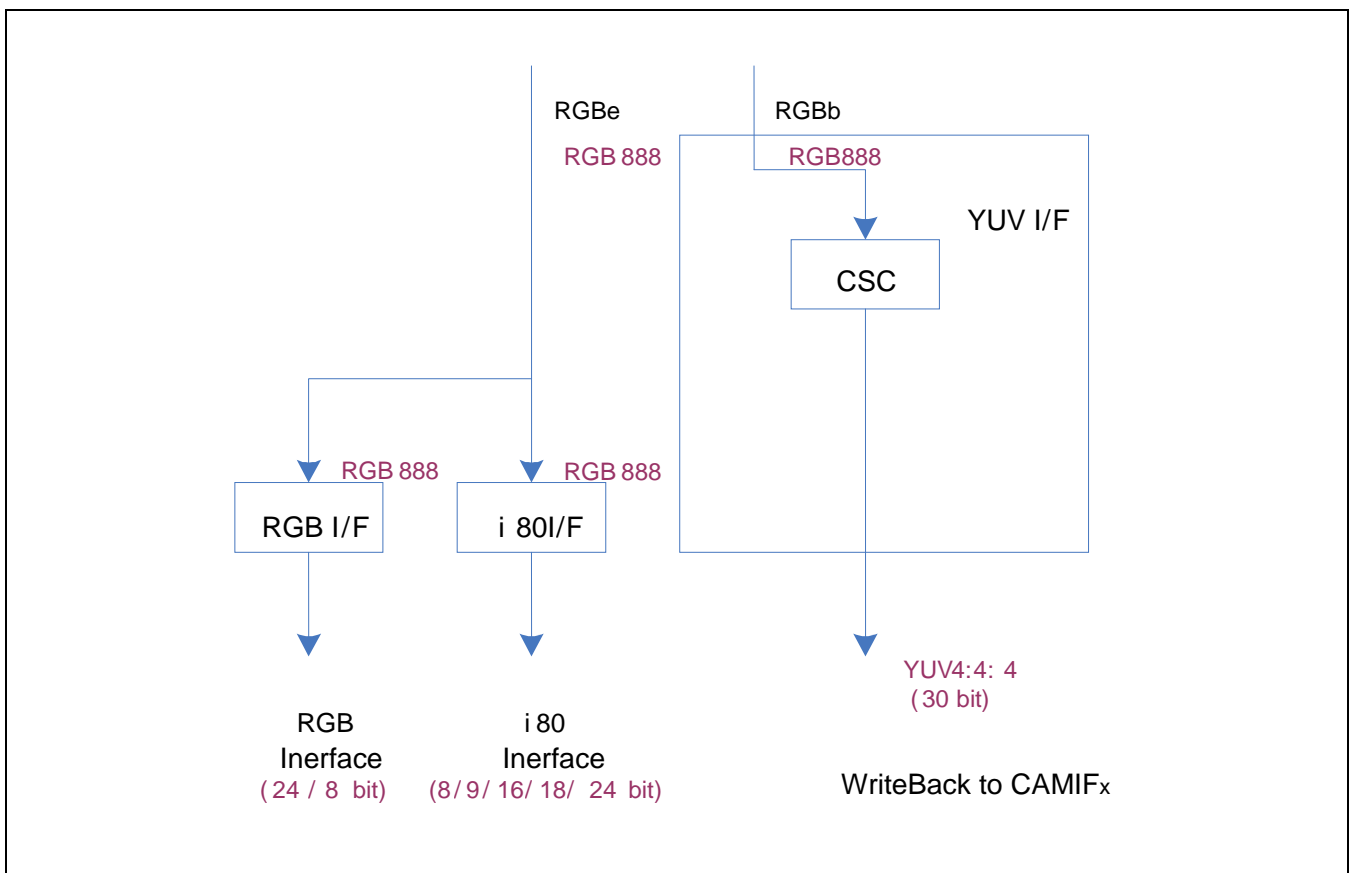 RGBe
RGBb
RGB 888
RGB888
YUV I/F
CSC
RGB 888
RGB 888
RGB I/F
i 80I/F
YUV4:4: 4
(30 bit)
RGB
Inerface
(24 / 8 bit)
i 80
Inerface
(8/9/16/18/ 24 bit)
WriteBack to CAMIFx